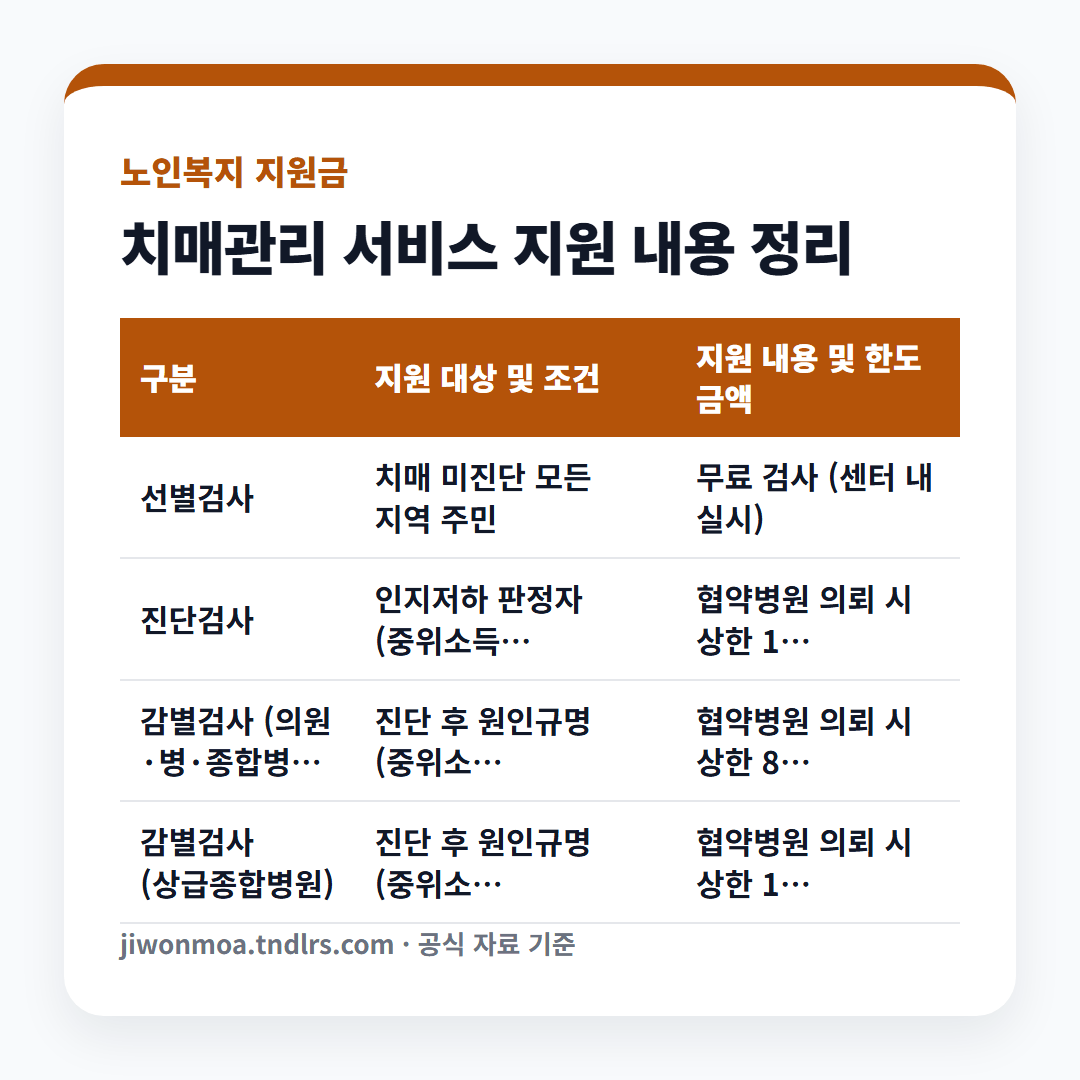 노인복지 지원금
치매관리 서비스 지원 내용 정리
구분
지원 대상 및 조건
지원 내용 및 한도
금액
선별검사
치매 미진단 모든
지역 주민
무료 검사 (센터 내
실시)
진단검사
인지저하 판정자
(중위소득…
협약병원 의뢰 시
상한 1…
감별검사 (의원
·병·종합병…
진단 후 원인규명
(중위소…
협약병원 의뢰 시
상한 8…
감별검사
(상급종합병원)
진단 후 원인규명
(중위소…
협약병원 의뢰 시
상한 1…
jiwonmoa.tndlrs.com · 공식 자료 기준